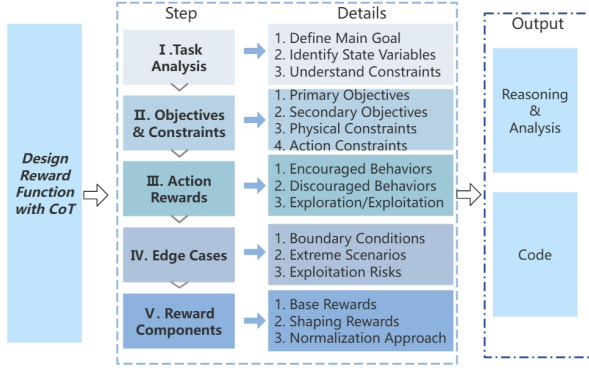 Step
Details
Output
Design
Reward
Function
with CoT
Ⅰ.Task
Analysis
1. Define Main Goal
2. Identify State Variables
3. Understand Constraints
Ⅱ. Objectives
& Constraints
1. Primary Objectives
2. Secondary Objectives
3. Physical Constraints
4. Action Constraints
Ⅲ. Action
Rewards
1. Encouraged Behaviors
2. Discouraged Behaviors
3. Exploration/Exploitation
Ⅳ. Edge Cases
1. Boundary Conditions
2. Extreme Scenarios
3. Exploitation Risks
Ⅴ. Reward
Components
1. Base Rewards
2. Shaping Rewards
3. Normalization Approach
Reasoning
&
Analysis
Code